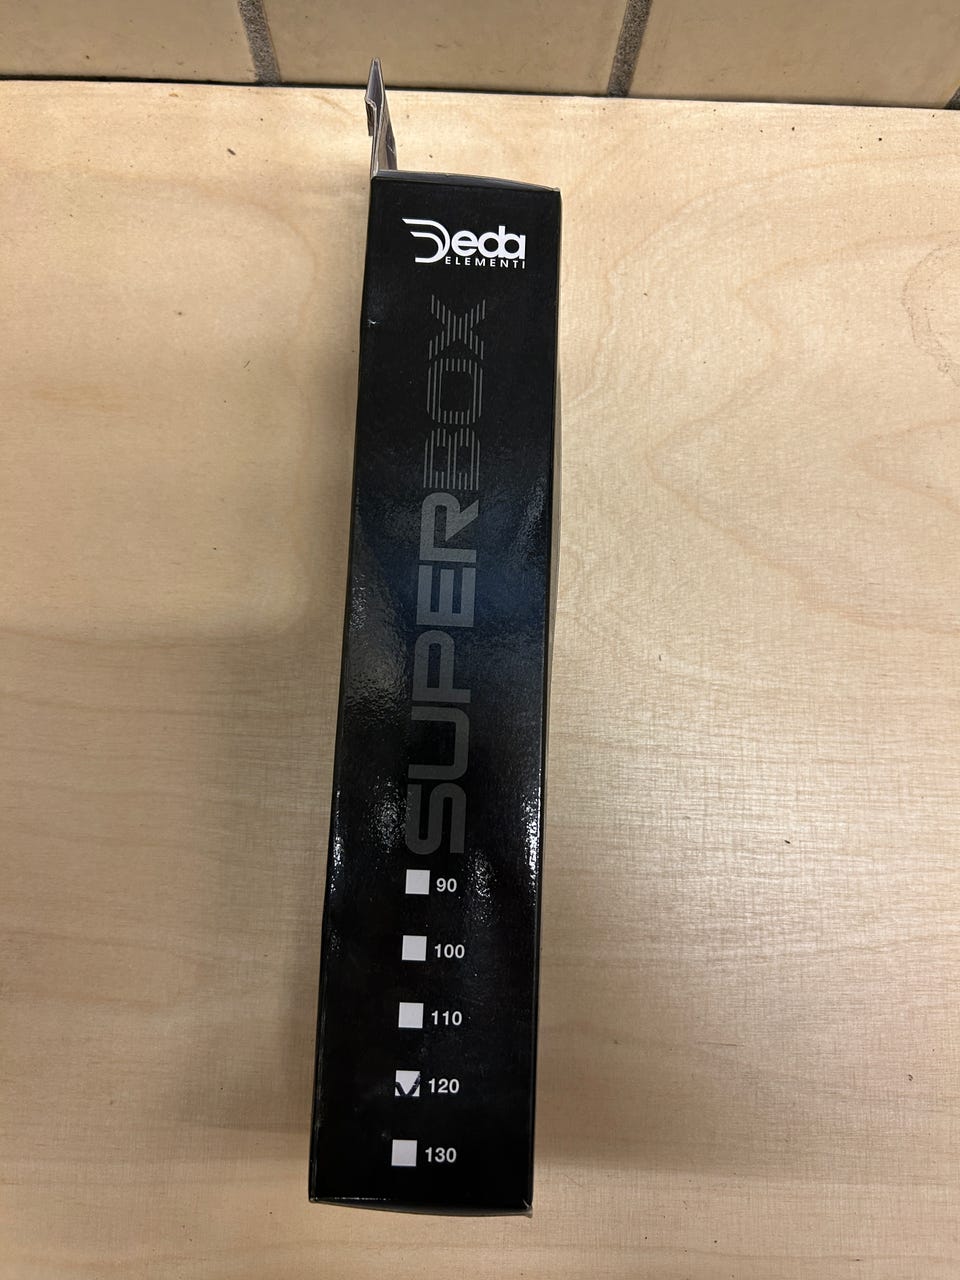 Deda
ELEMENTI
SUPERBOX
90
100
110
120
130